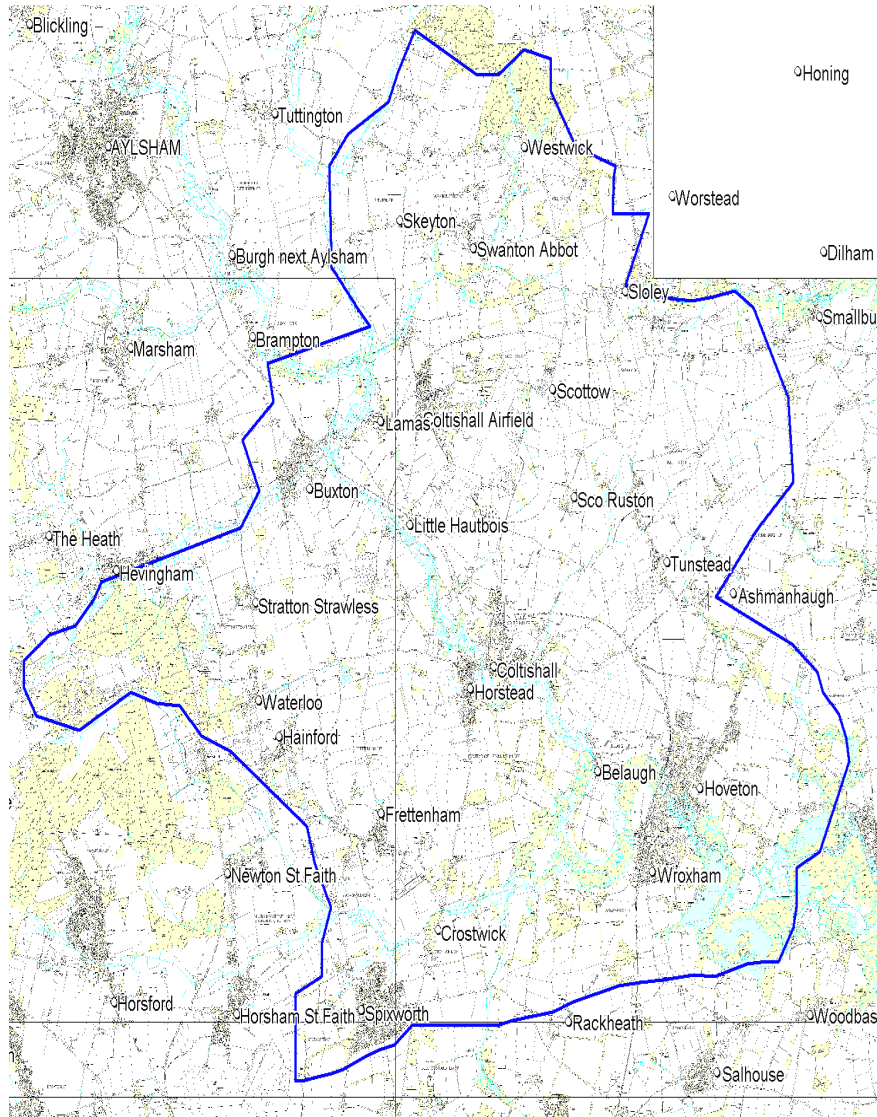 Blickling
Honing
Tuttington
AYLSHAM
Westwick
Worstead
Skeyton
Swanton Abbot
Burgh next Aylsham
Dilham
Sloley
Smallbu
Brampton
Marsham
Scottow
Lamas
Coltishall Airfield
Buxton
Sco Ruston
Little Hautbois
The Heath
Hevingham
Tunstead
Ashmanhaugh
Stratton Strawless
Coltishall
Horstead
Waterloo
Hainford
Belaugh
Hoveton
Frettenham
Newton St Faith
Wroxham
Crostwick
Horsford
Horsham St Faith
Spixworth
Rackheath
Woodbas
Salhouse